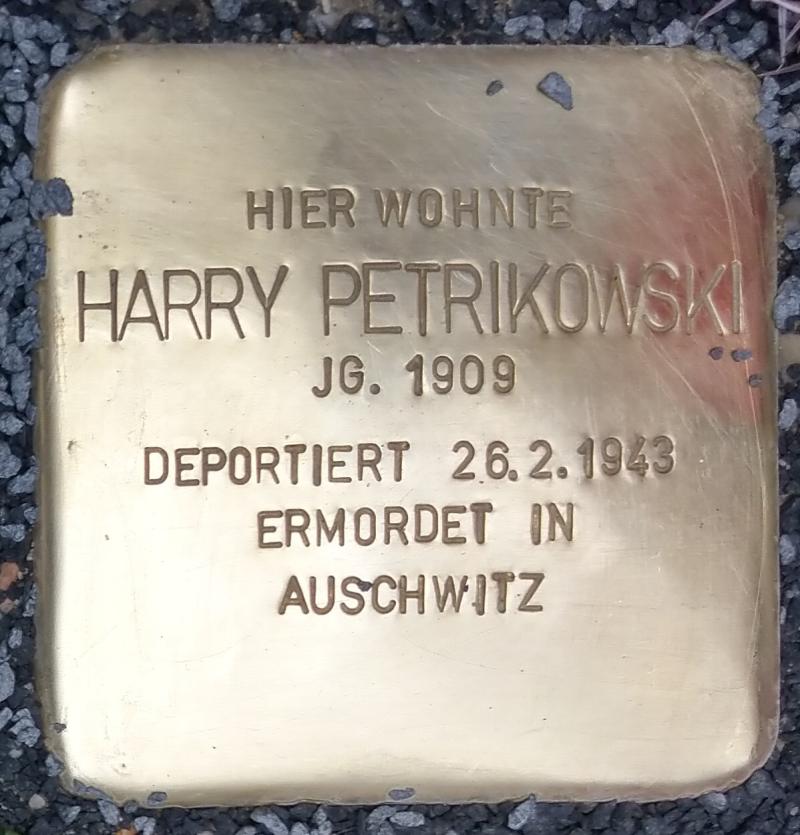 HIER WOHNTE
HARRY PETRIKOWSKI
JG. 1909
DEPORTIERT 26.2.1943
ERMORDET IN
AUSCHWITZ